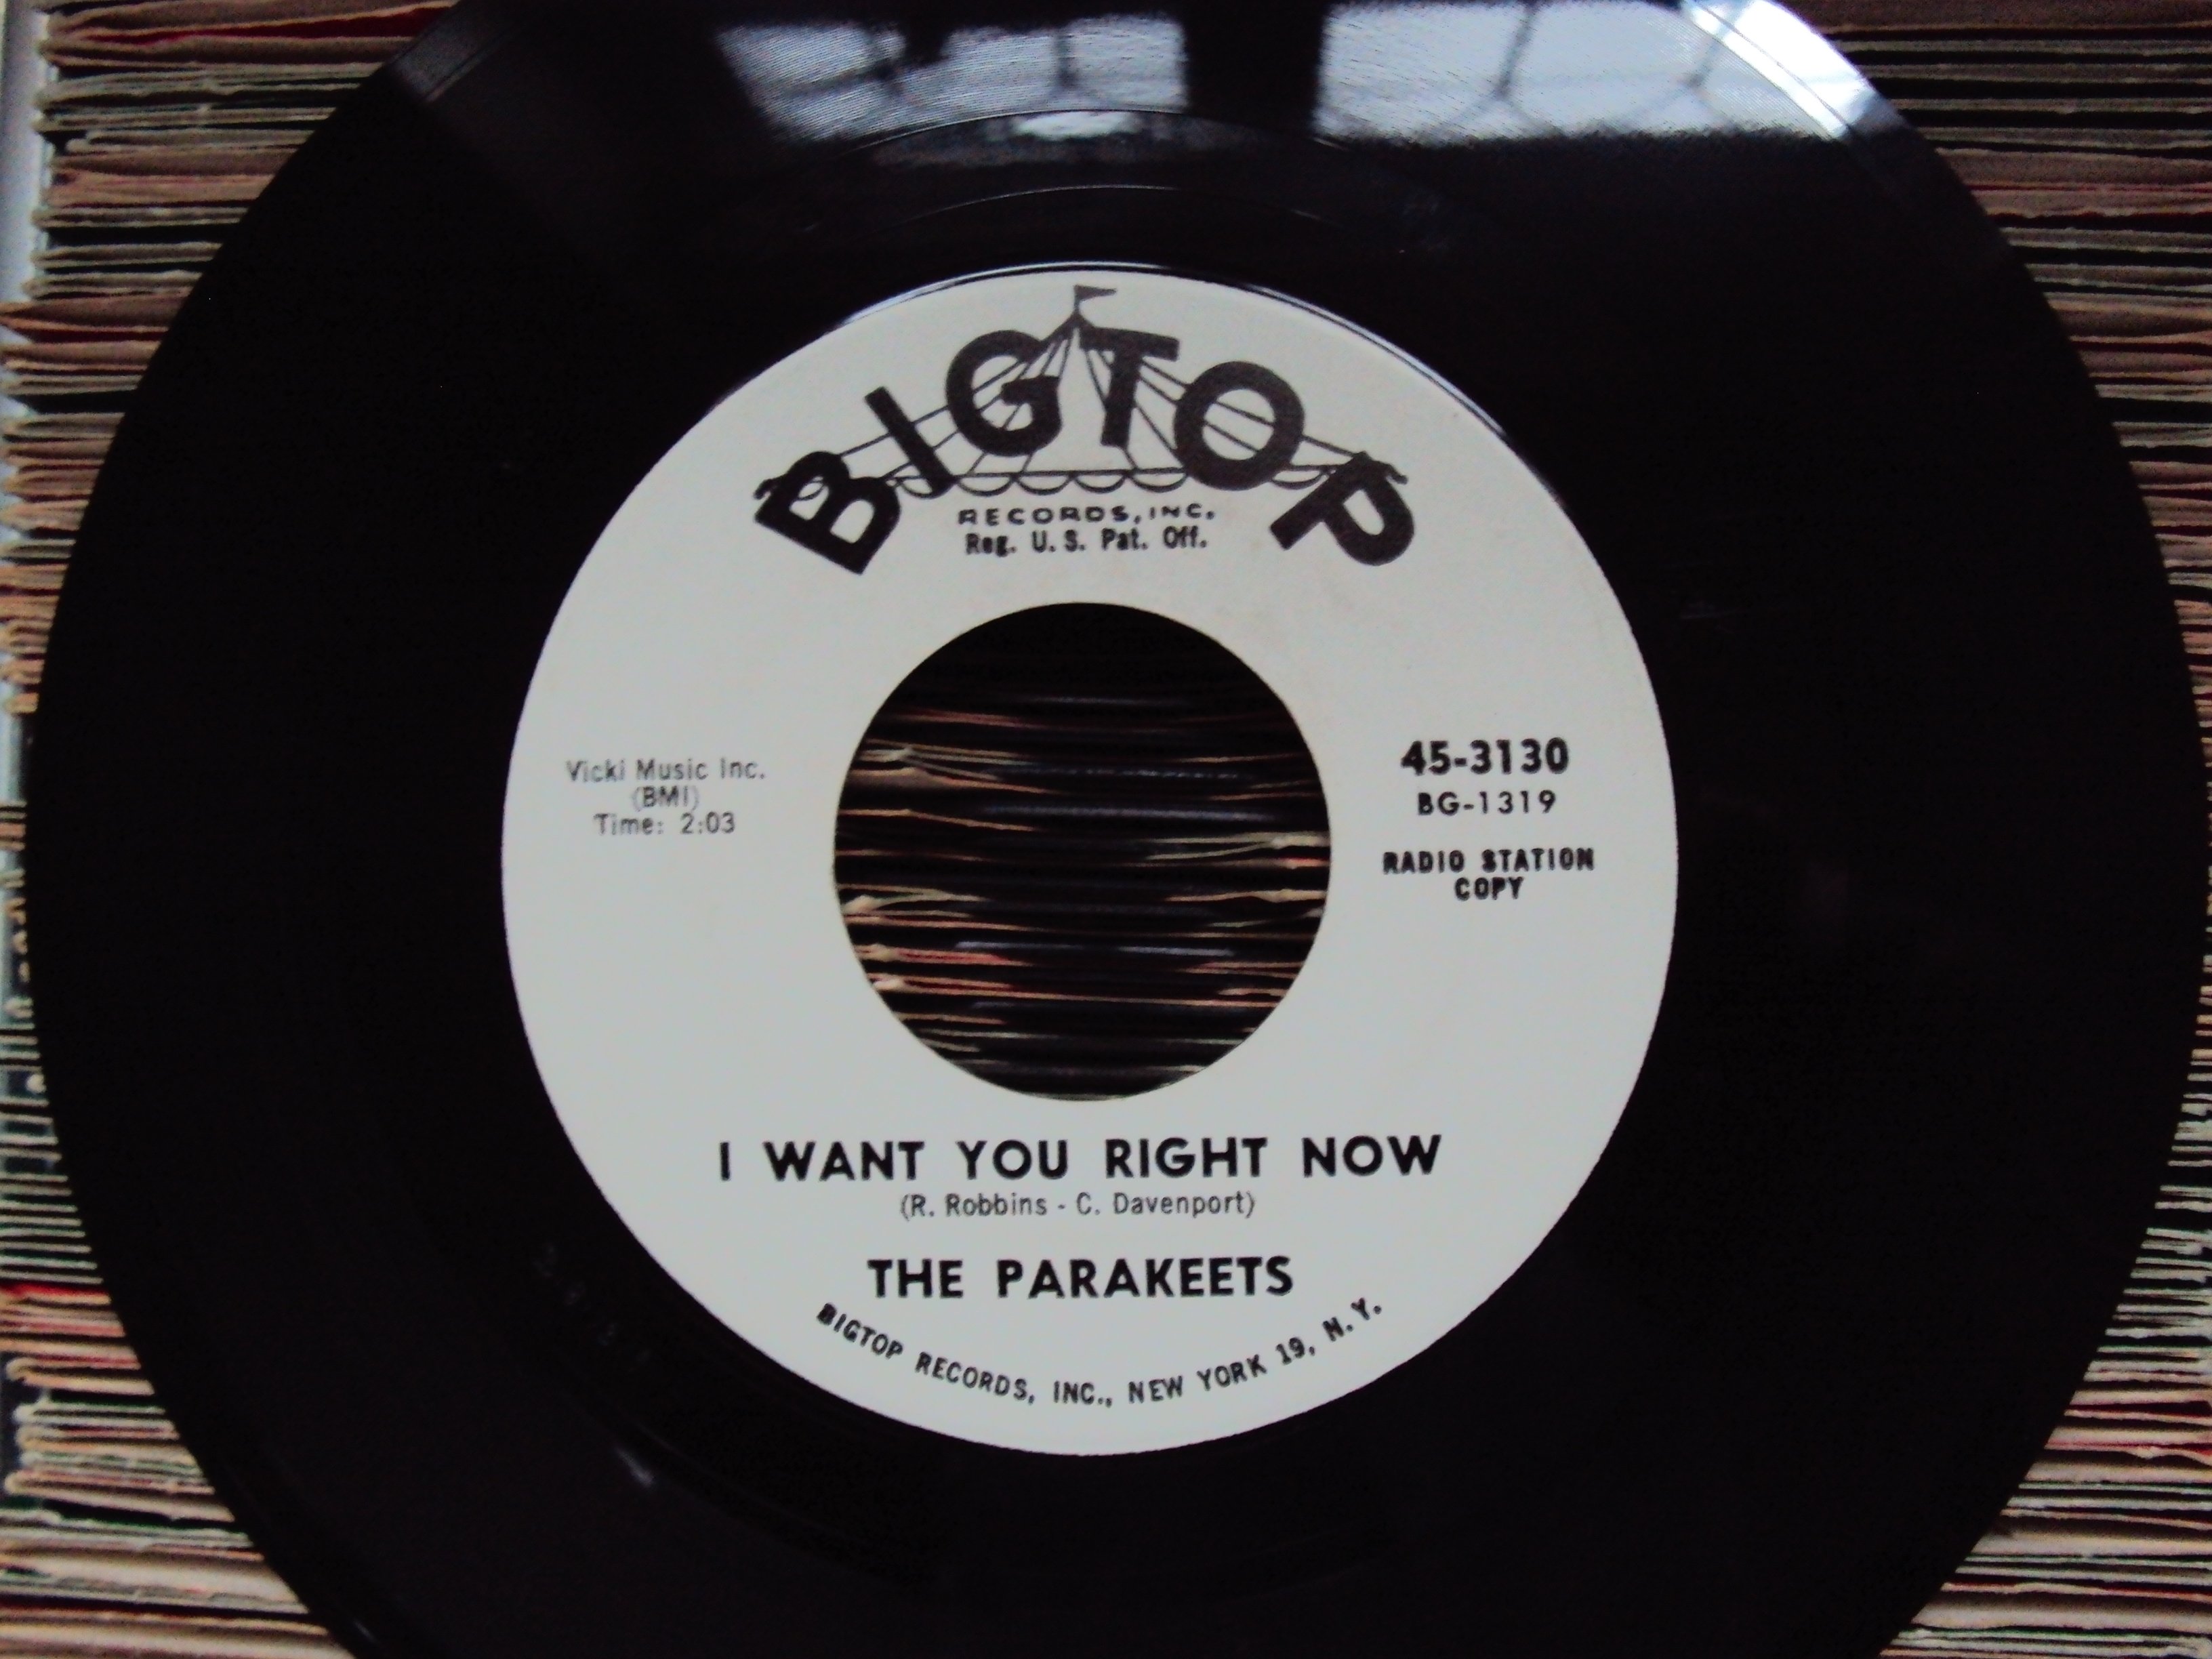 BIGTOP
RECORDS, INC.
Reg. U. S. Pat. Off.
Vicki Music Inc.
(BMI)
Time: 2:03
45-3130
BG-1319
RADIO STATION
COPY
I WANT YOU RIGHT NOW
(R. Robbins - C. Davenport)
THE PARAKEETS
BIGTOP RECORDS, INC., NEW YORK 19, N.Y.